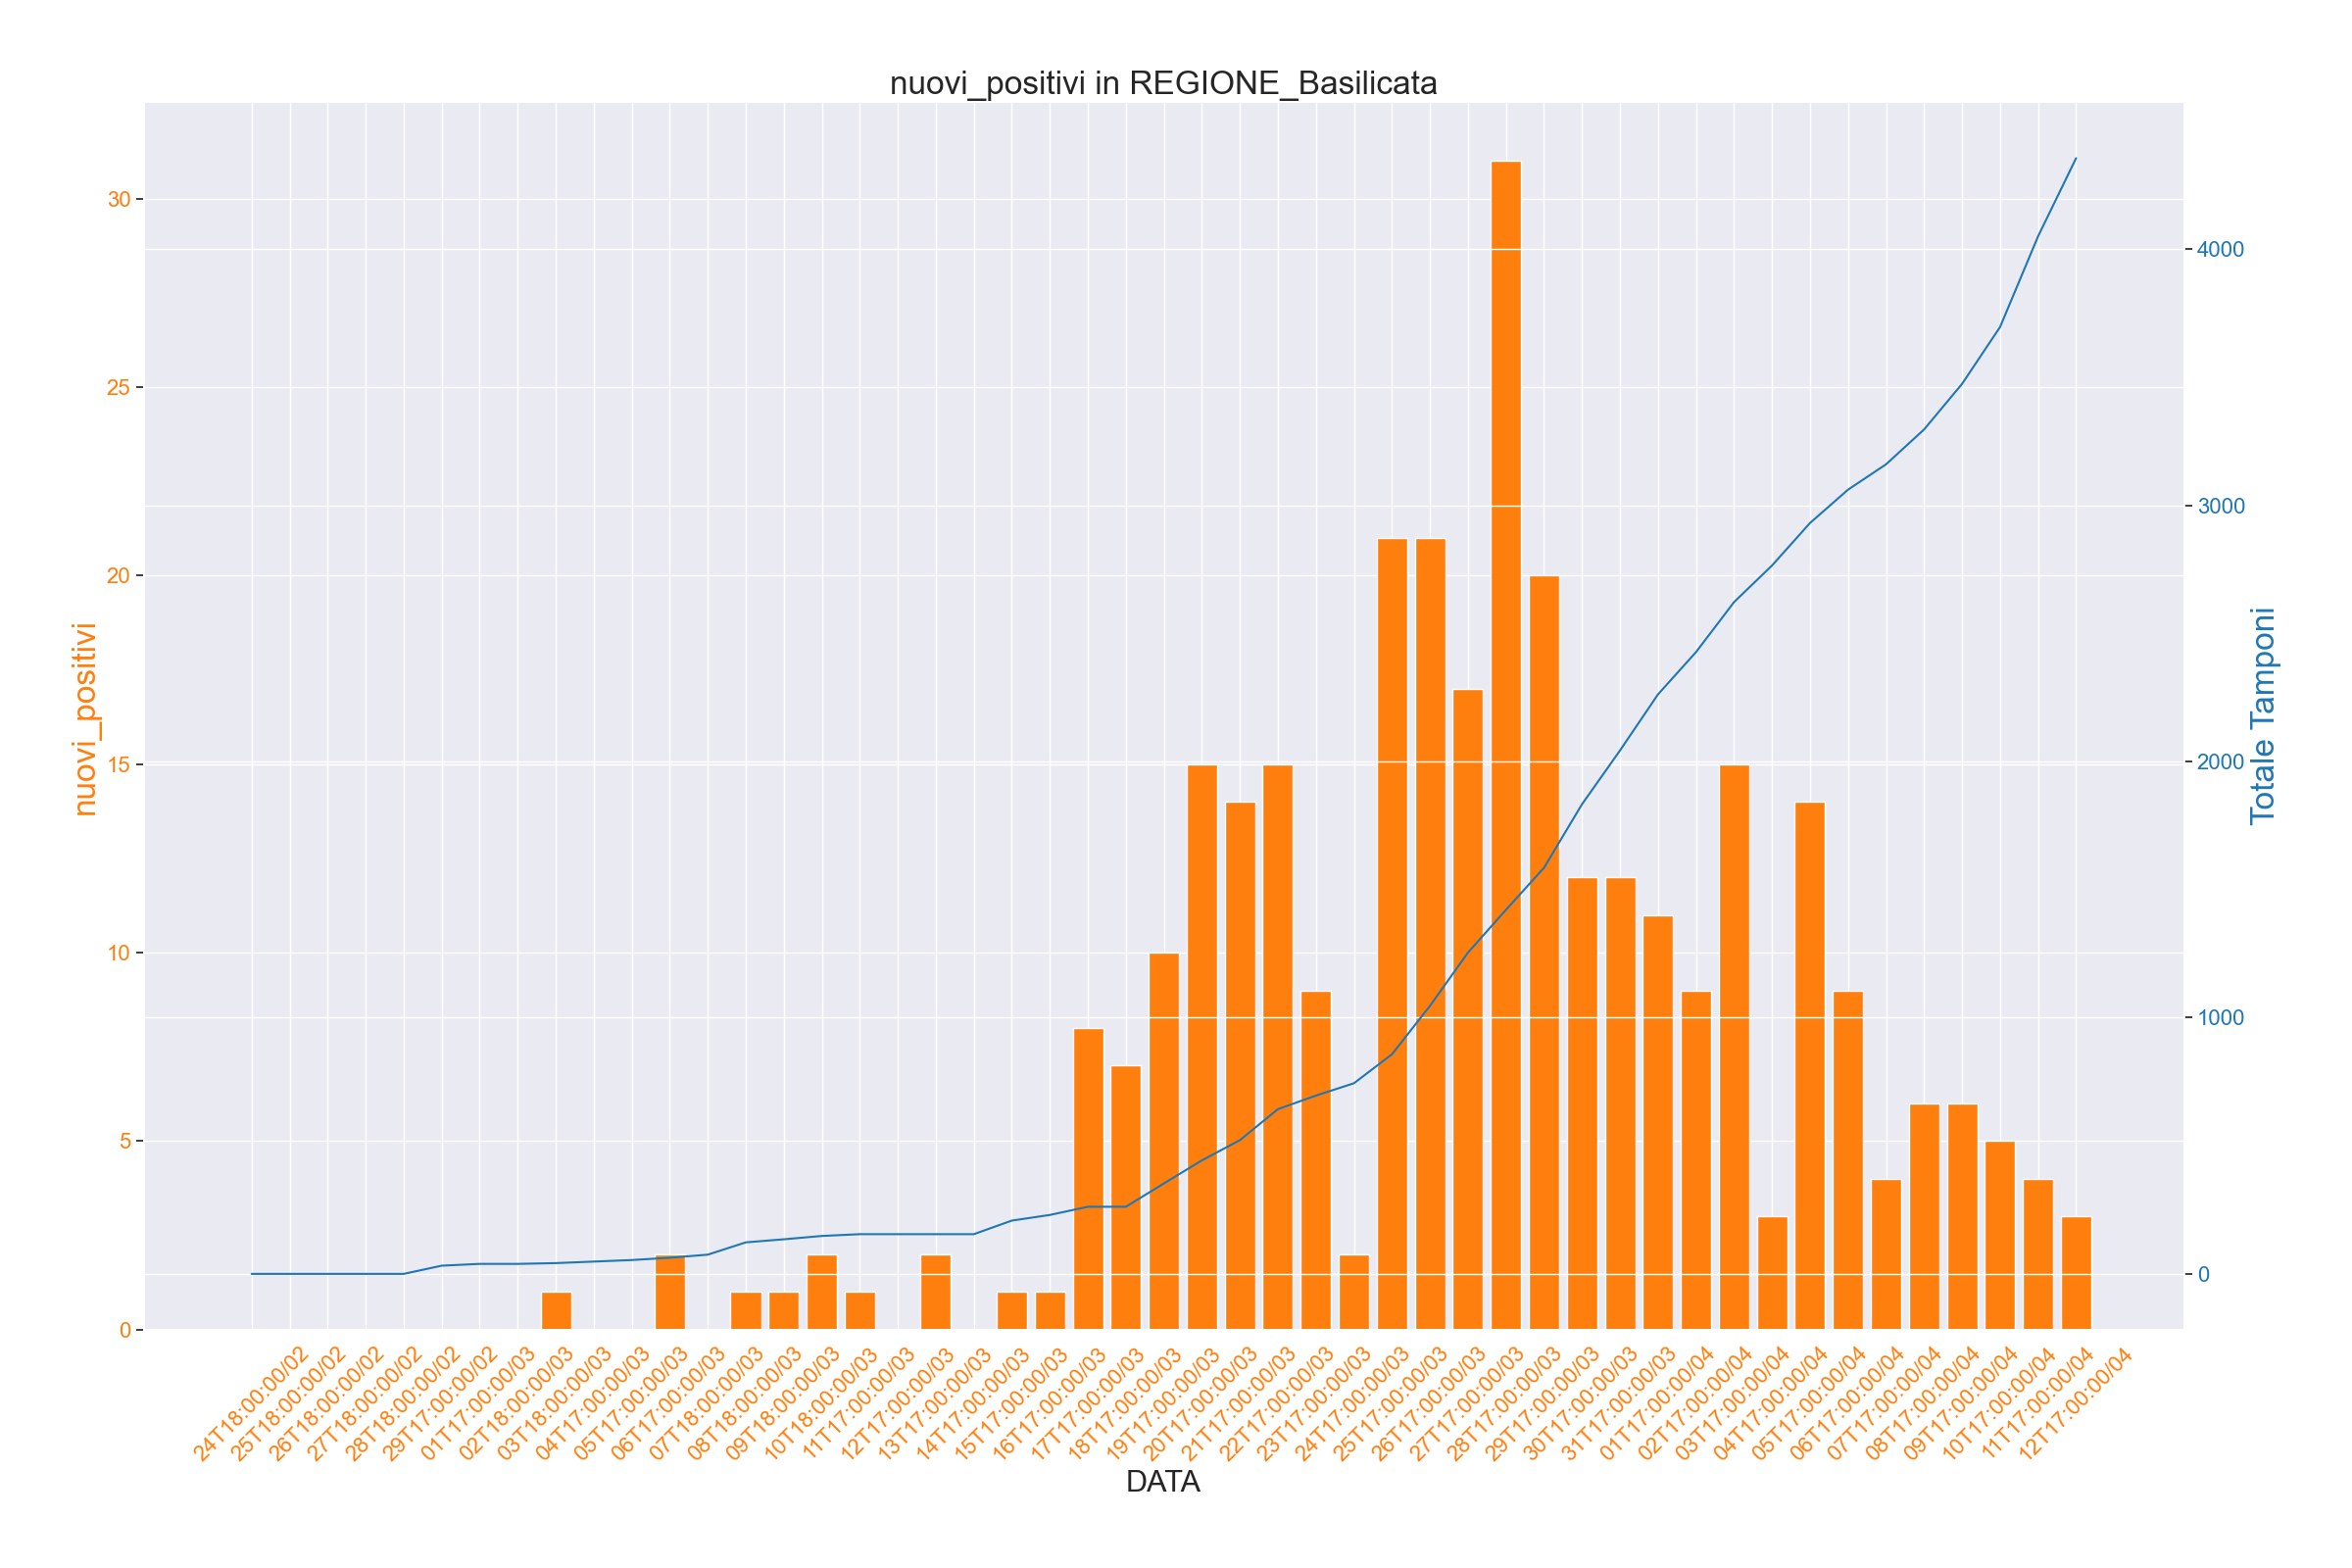 nuovi_positivi in REGIONE_Basilicata
30
25
20
15
10
5
0
nuovi_positivi
4000
3000
2000
1000
0
Totale Tamponi
24T18:00:00/02
25T18:00:00/02
26T18:00:00/02
27T18:00:00/02
28T18:00:00/02
29T17:00:00/02
01T17:00:00/03
02T18:00:00/03
03T18:00:00/03
04T17:00:00/03
05T17:00:00/03
06T17:00:00/03
07T18:00:00/03
08T18:00:00/03
09T18:00:00/03
10T18:00:00/03
11T17:00:00/03
12T17:00:00/03
13T17:00:00/03
14T17:00:00/03
15T17:00:00/03
16T17:00:00/03
17T17:00:00/03
18T17:00:00/03
19T17:00:00/03
20T17:00:00/03
21T17:00:00/03
22T17:00:00/03
23T17:00:00/03
24T17:00:00/03
25T17:00:00/03
26T17:00:00/03
27T17:00:00/03
28T17:00:00/03
29T17:00:00/03
30T17:00:00/03
31T17:00:00/03
01T17:00:00/04
02T17:00:00/04
03T17:00:00/04
04T17:00:00/04
05T17:00:00/04
06T17:00:00/04
07T17:00:00/04
08T17:00:00/04
09T17:00:00/04
10T17:00:00/04
11T17:00:00/04
12T17:00:00/04
DATA